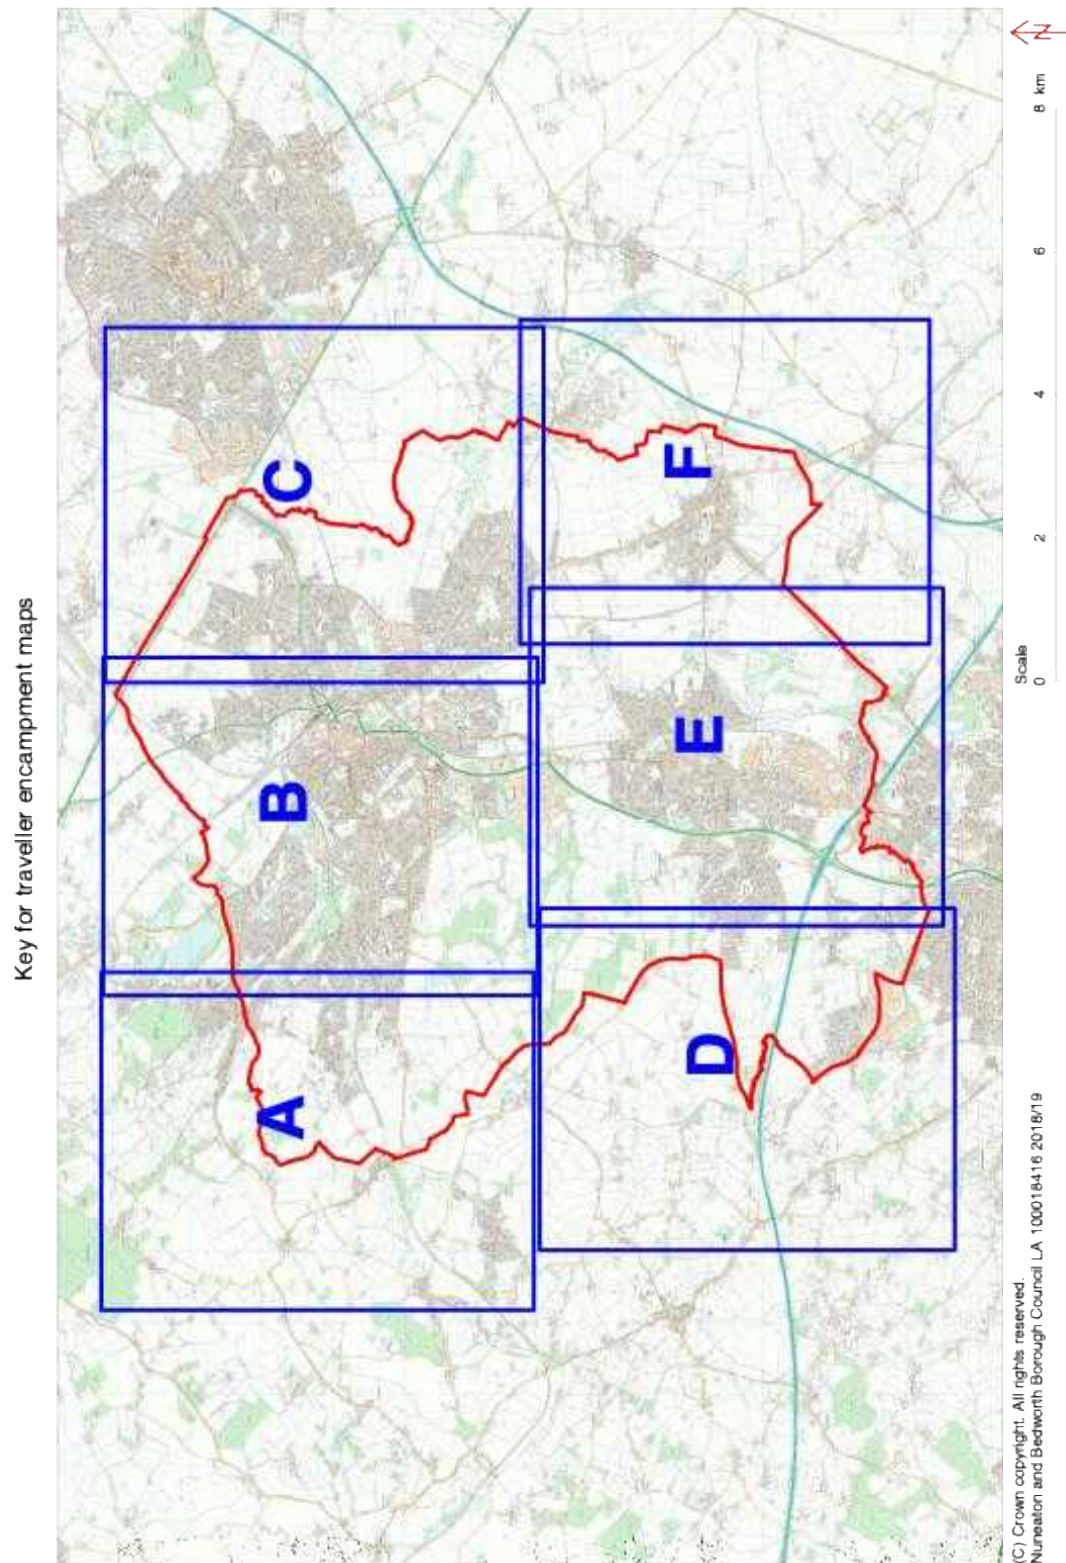 Key for traveller encampment maps
A
B
C
D
E
F
N
Scale
0 2 4 6 8 km
(C) Crown copyright. All rights reserved.
Nuneaton and Bedworth Borough Council LA 100018416 2018/19